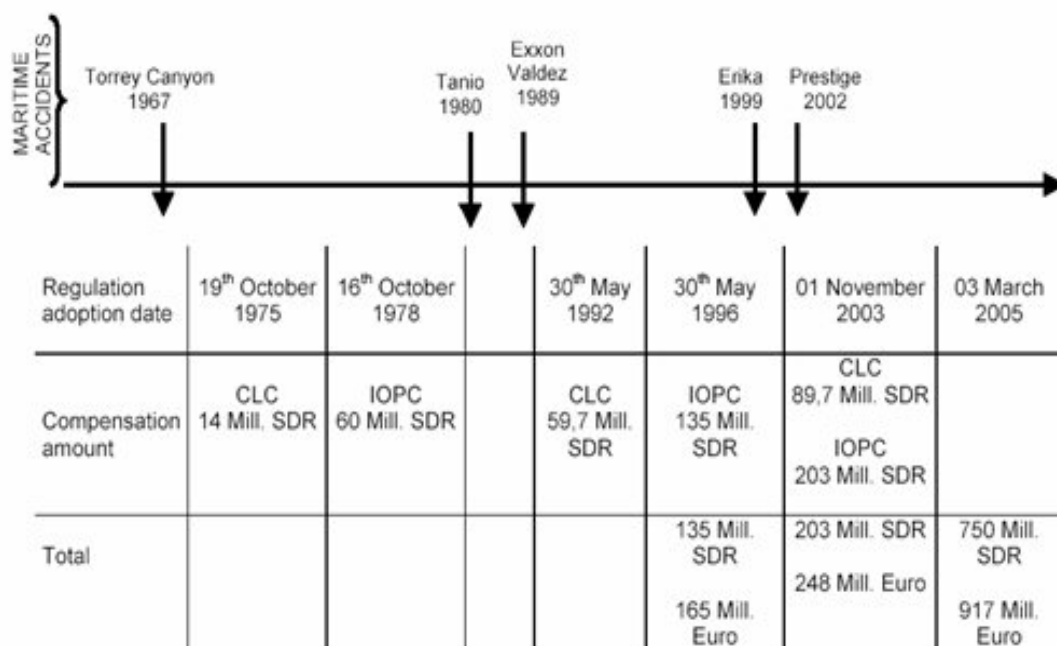 MARITIME
ACCIDENTS
Torrey Canyon
1967
Tanio
1980
Exxon
Valdez
1989
Erika
1999
Prestige
2002
Regulation
adoption date
19th October
1975
16th October
1978
30th May
1992
30th May
1996
01 November
2003
03 March
2005
Compensation
amount
CLC
14 Mill. SDR
IOPC
60 Mill. SDR
CLC
59,7 Mill.
SDR
IOPC
135 Mill.
SDR
CLC
89,7 Mill. SDR
IOPC
203 Mill. SDR
Total
135 Mill.
SDR
165 Mill.
Euro
203 Mill. SDR
248 Mill. Euro
750 Mill.
SDR
917 Mill.
Euro